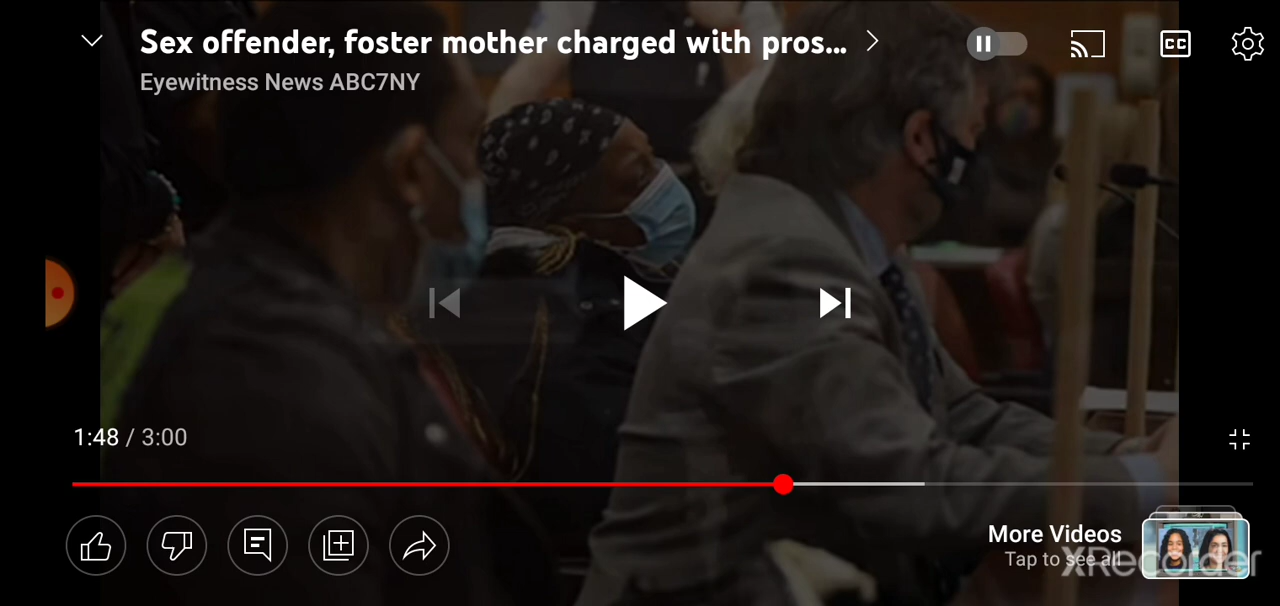 Sex offender, foster mother charged with pros...
Eyewitness News ABC7NY
CC
1:48 / 3:00
More Videos
Tap to see all
XRecorder